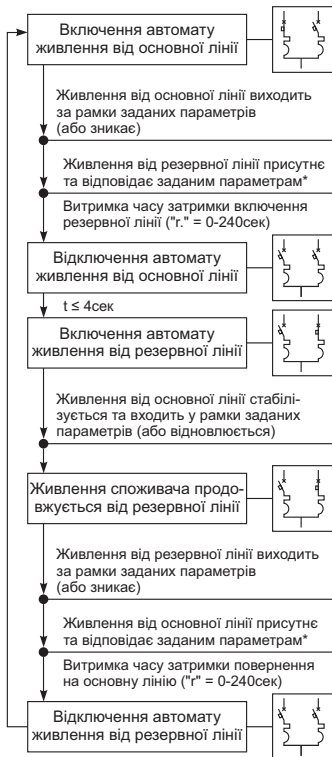 Включення автомату
живлення від основної лінії
Живлення від основної лінії виходить
за рамки заданих параметрів
(або зникає)
Живлення від резервної лінії присутнє
та відповідає заданим параметрам*
Витримка часу затримки включення
резервної лінії ("r." = 0-240сек)
Відключення автомату
живлення від основної лінії
t ≤ 4сек
Включення автомату
живлення від резервної лінії
Живлення від основної лінії стабілі-
зується та входить у рамки заданих
параметрів (або відновлюється)
Живлення споживача продо-
вжується від резервної лінії
Живлення від резервної лінії виходить
за рамки заданих параметрів
(або зникає)
Живлення від основної лінії присутнє
та відповідає заданим параметрам*
Витримка часу затримки повернення
на основну лінію ("r" = 0-240сек)
Відключення автомату
живлення від резервної лінії